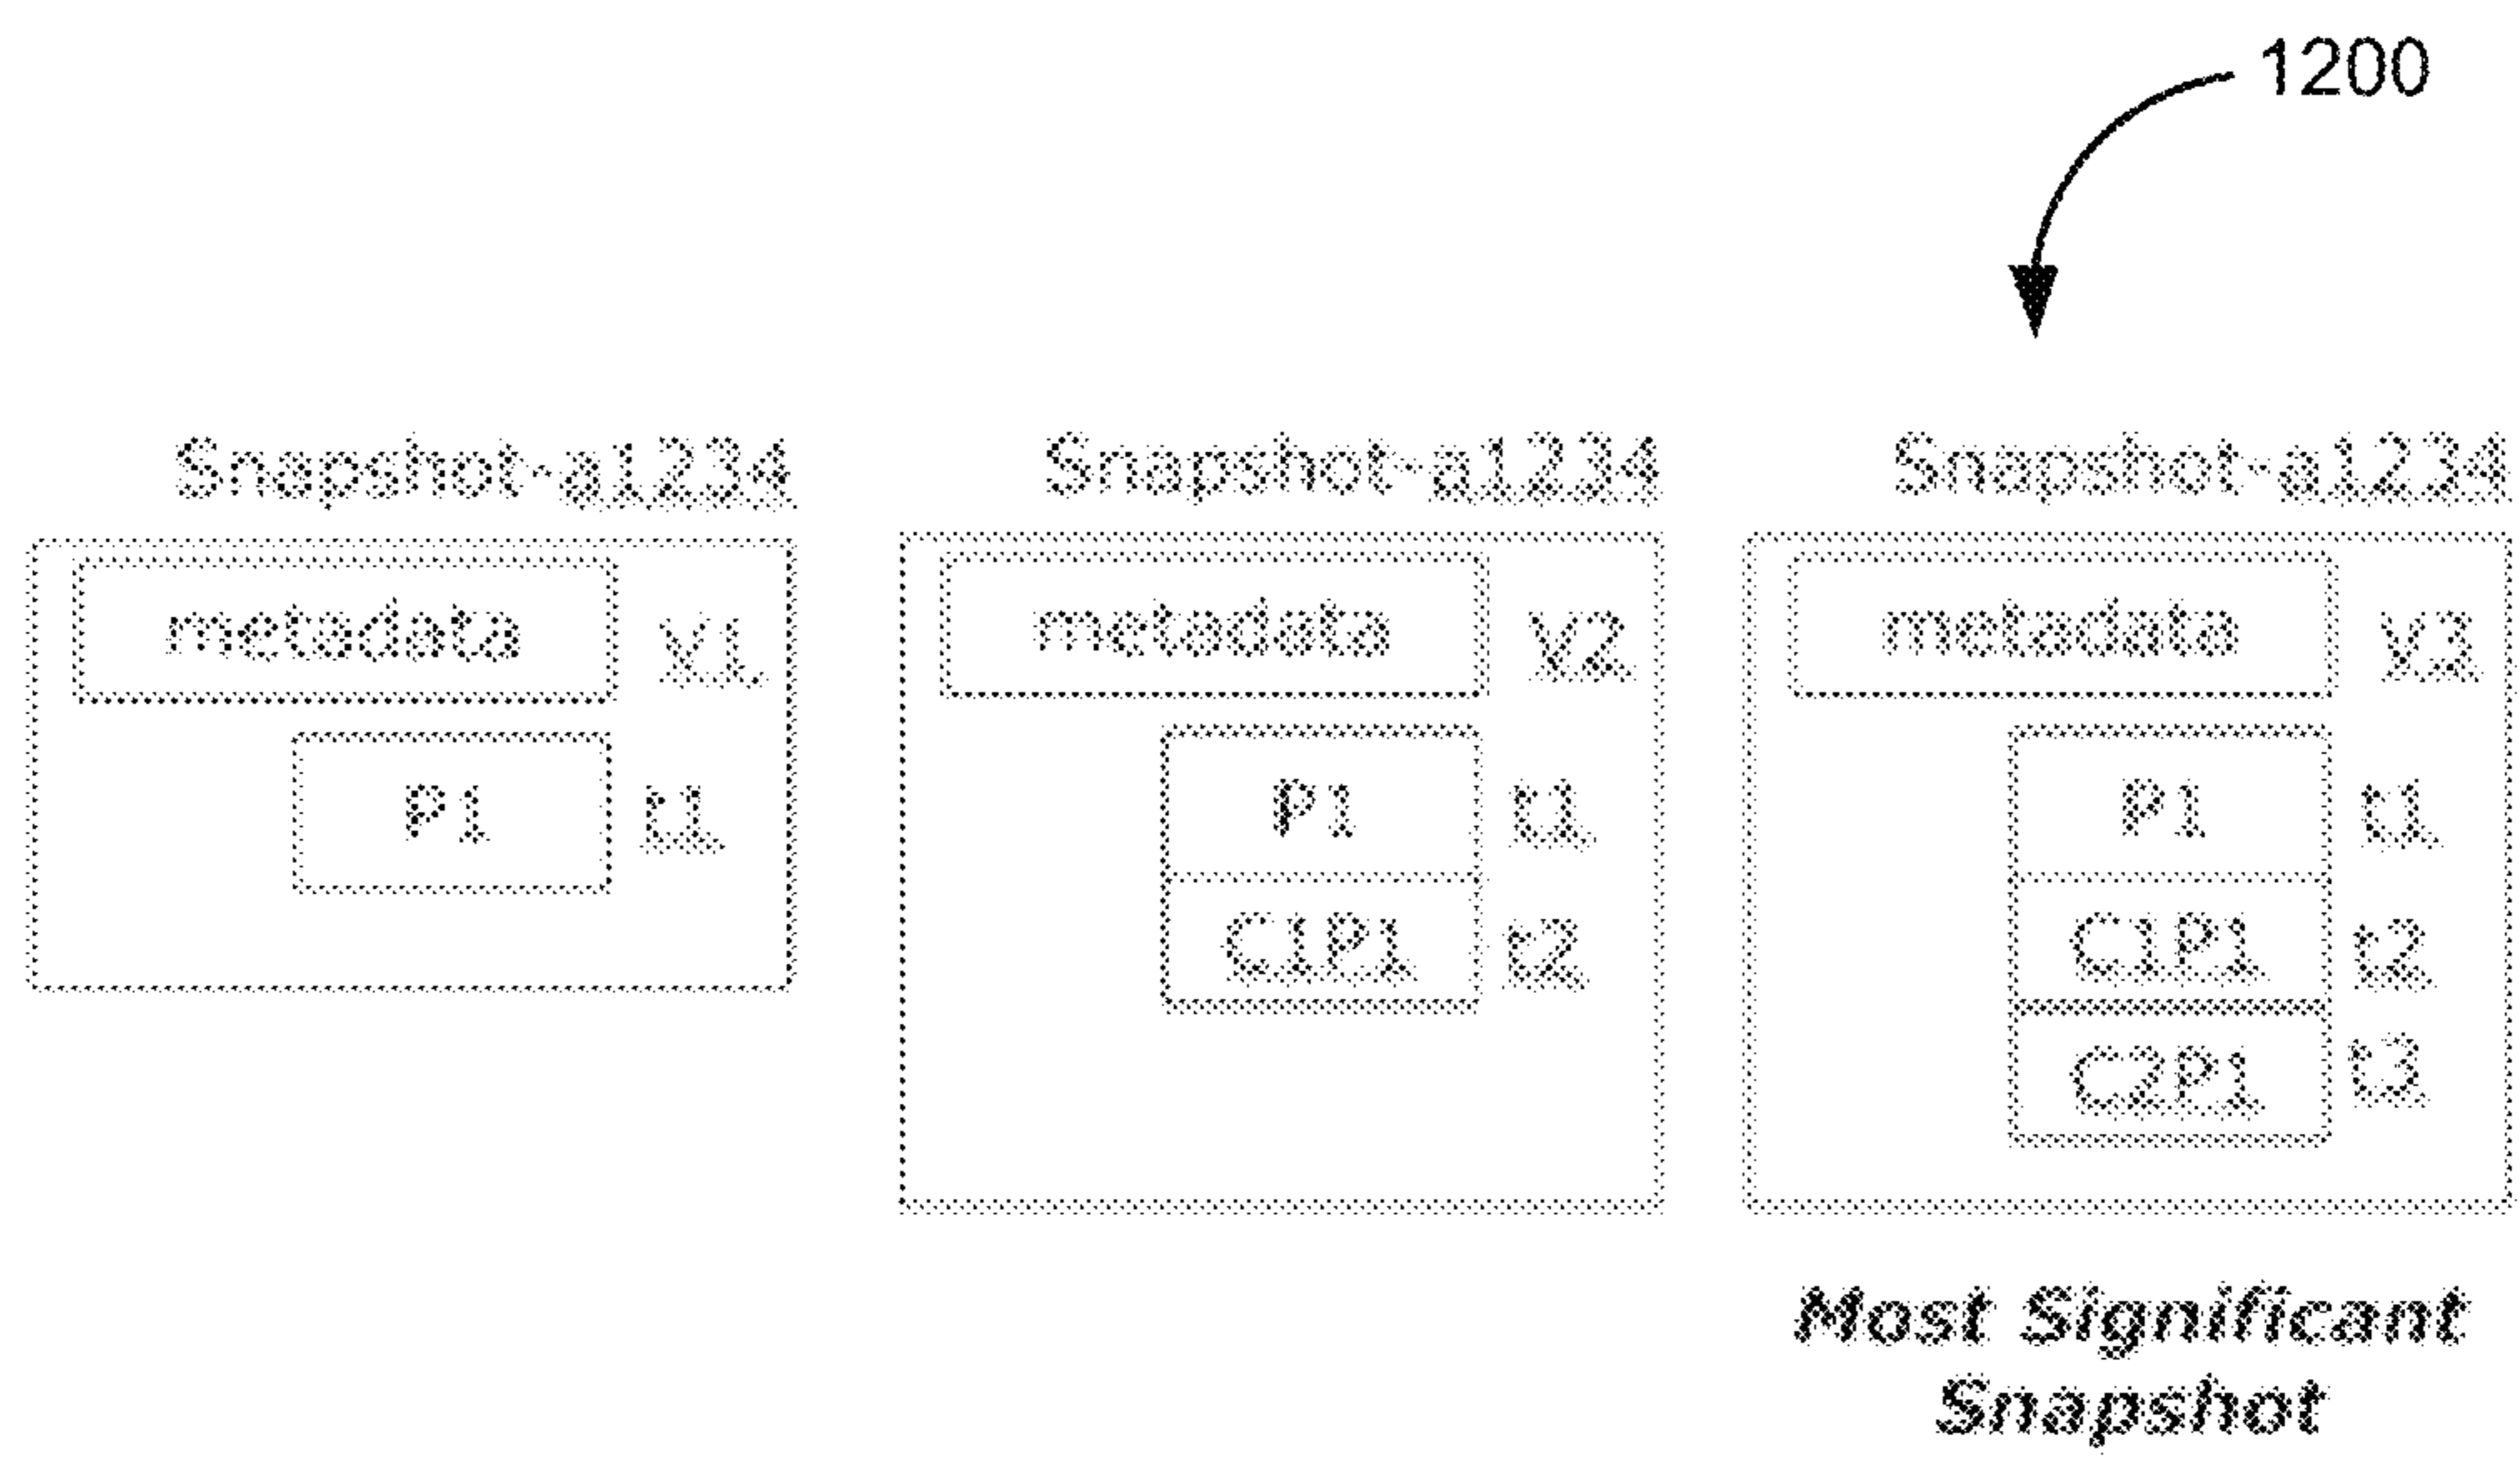 1200
Snapshot-a1234 Snapshot-a1234 Snapshot-a1234
metadata v1 metadata v2 metadata v3
P1 t1 P1 t1 P1 t1
C1P1 t2 C1P1 t2
C2P1 t3
Most Significant
Snapshot